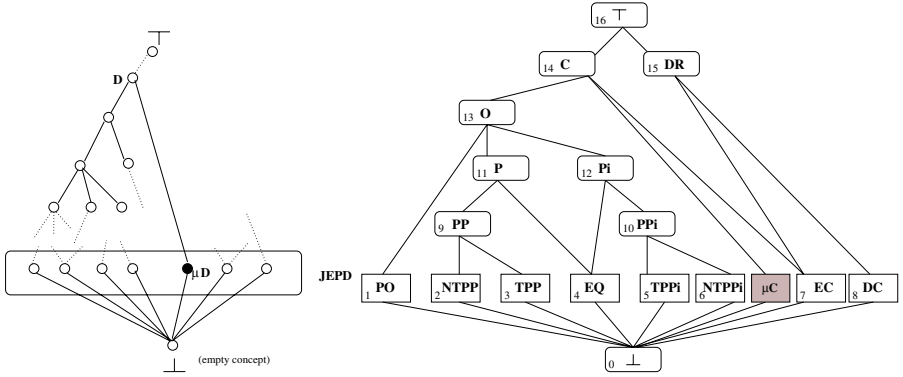 ⊤
D
μ D
(empty concept)
⊥
16 ⊤
14 C
15 DR
13 O
11 P
12 Pi
9 PP
10 PPi
JEPD
1 PO
2 NTPP
3 TPP
4 EQ
5 TPPi
6 NTPPi
μC
7 EC
8 DC
0 ⊥